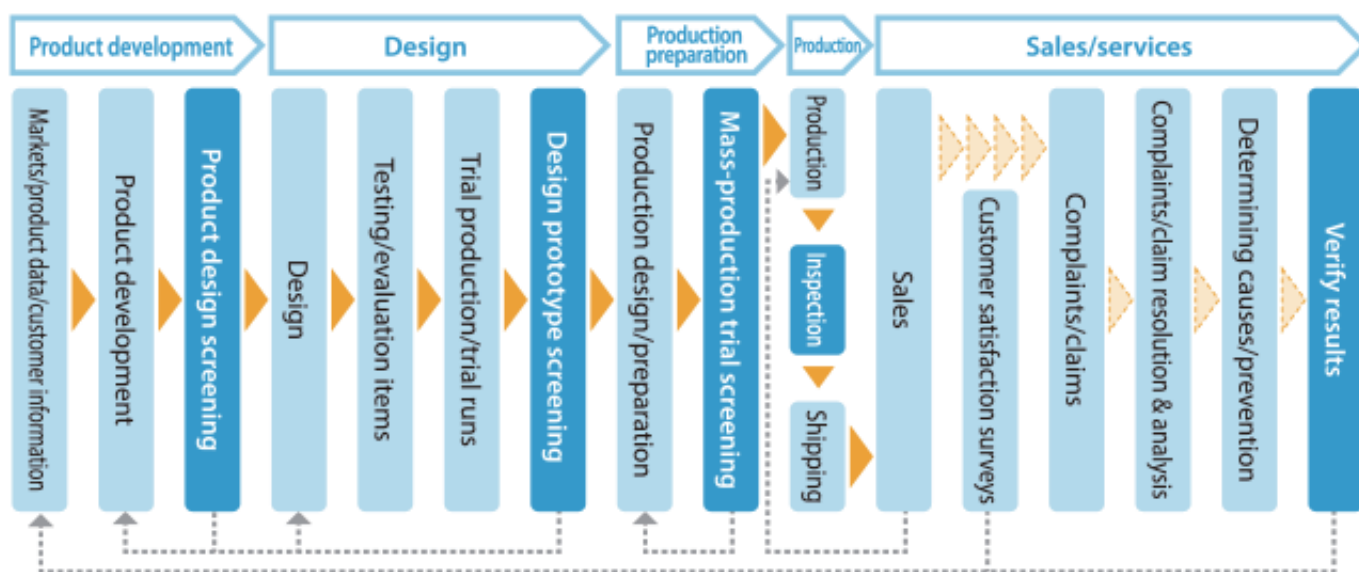 Product development
Design
Production
preparation
Production
Sales/services
Markets/product data/customer information
Product development
Product design screening
Design
Testing/evaluation items
Trial production/trial runs
Design prototype screening
Production design/preparation
Mass-production trial screening
Production
Inspection
Shipping
Sales
Customer satisfaction surveys
Complaints/claims
Complaints/claim resolution & analysis
Determining causes/prevention
Verify results